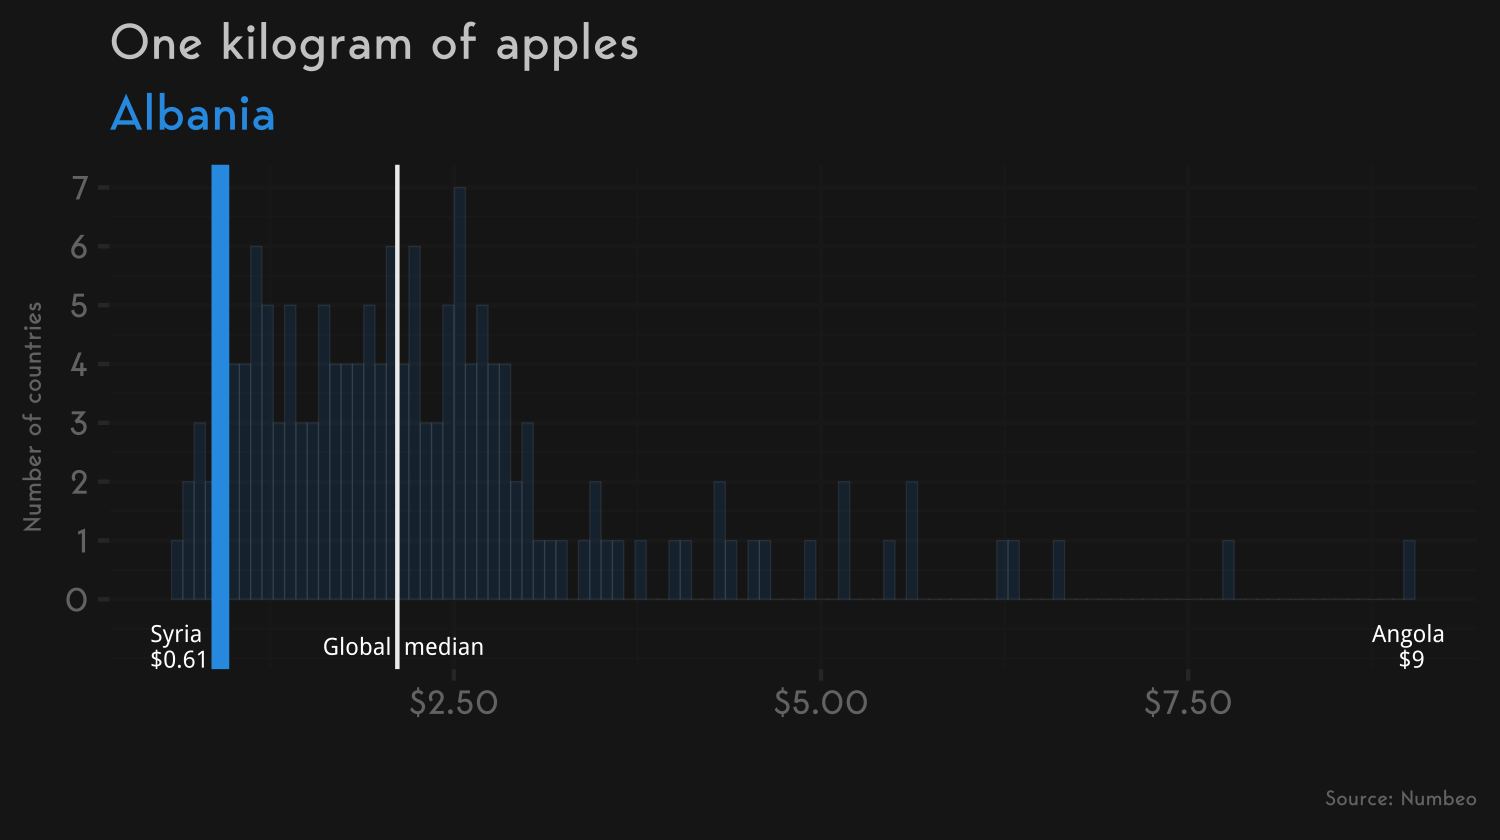 One kilogram of apples
Albania
Number of countries
7
6
5
4
3
2
1
0
Syria
$0.61
Global median
Angola
$9
$2.50
$5.00
$7.50
Source: Numbeo